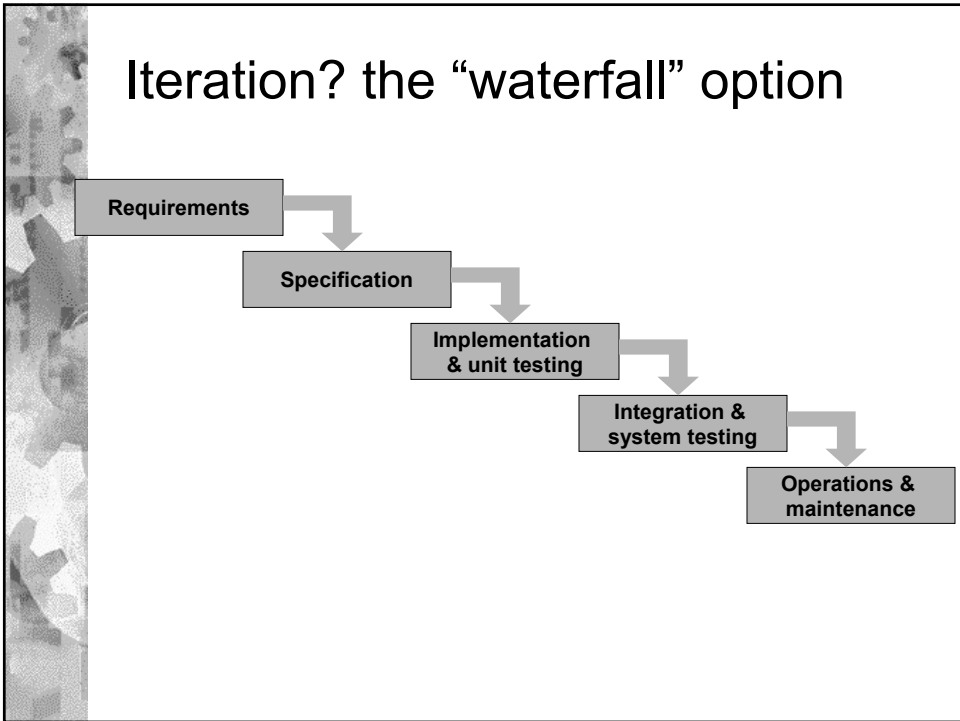 Iteration? the “waterfall” option
Requirements
Specification
Implementation
& unit testing
Integration &
system testing
Operations &
maintenance